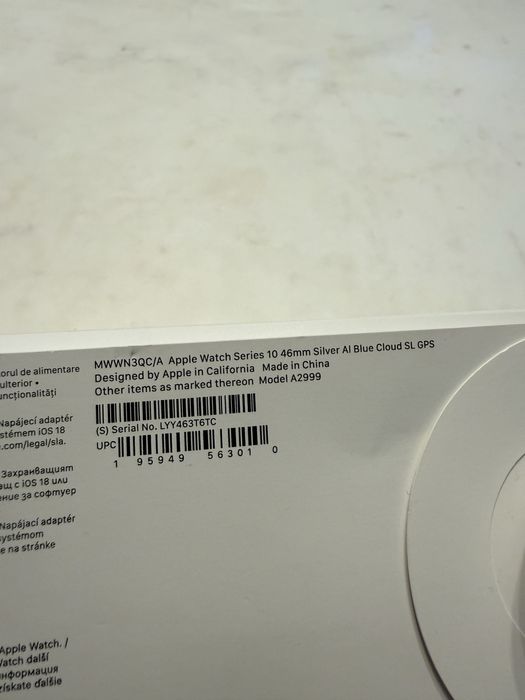 MWWN3QC/A Apple Watch Series 10 46mm Silver Al Blue Cloud SL GPS
Designed by Apple in California Made in China
Other items as marked thereon Model A2999
(S) Serial No. LYY463T6TC
UPC
1 95949 56301 0
orul de alimentare
ulterior •
uncționalități
Napájecí adaptér
stémem iOS 18
.com/legal/sla.
Захранващият
ащ с iOS 18 или
ение за софтуер
Napájací adaptér
systémom
e na stránke
Apple Watch. /
Watch další
информация
získate ďalšie